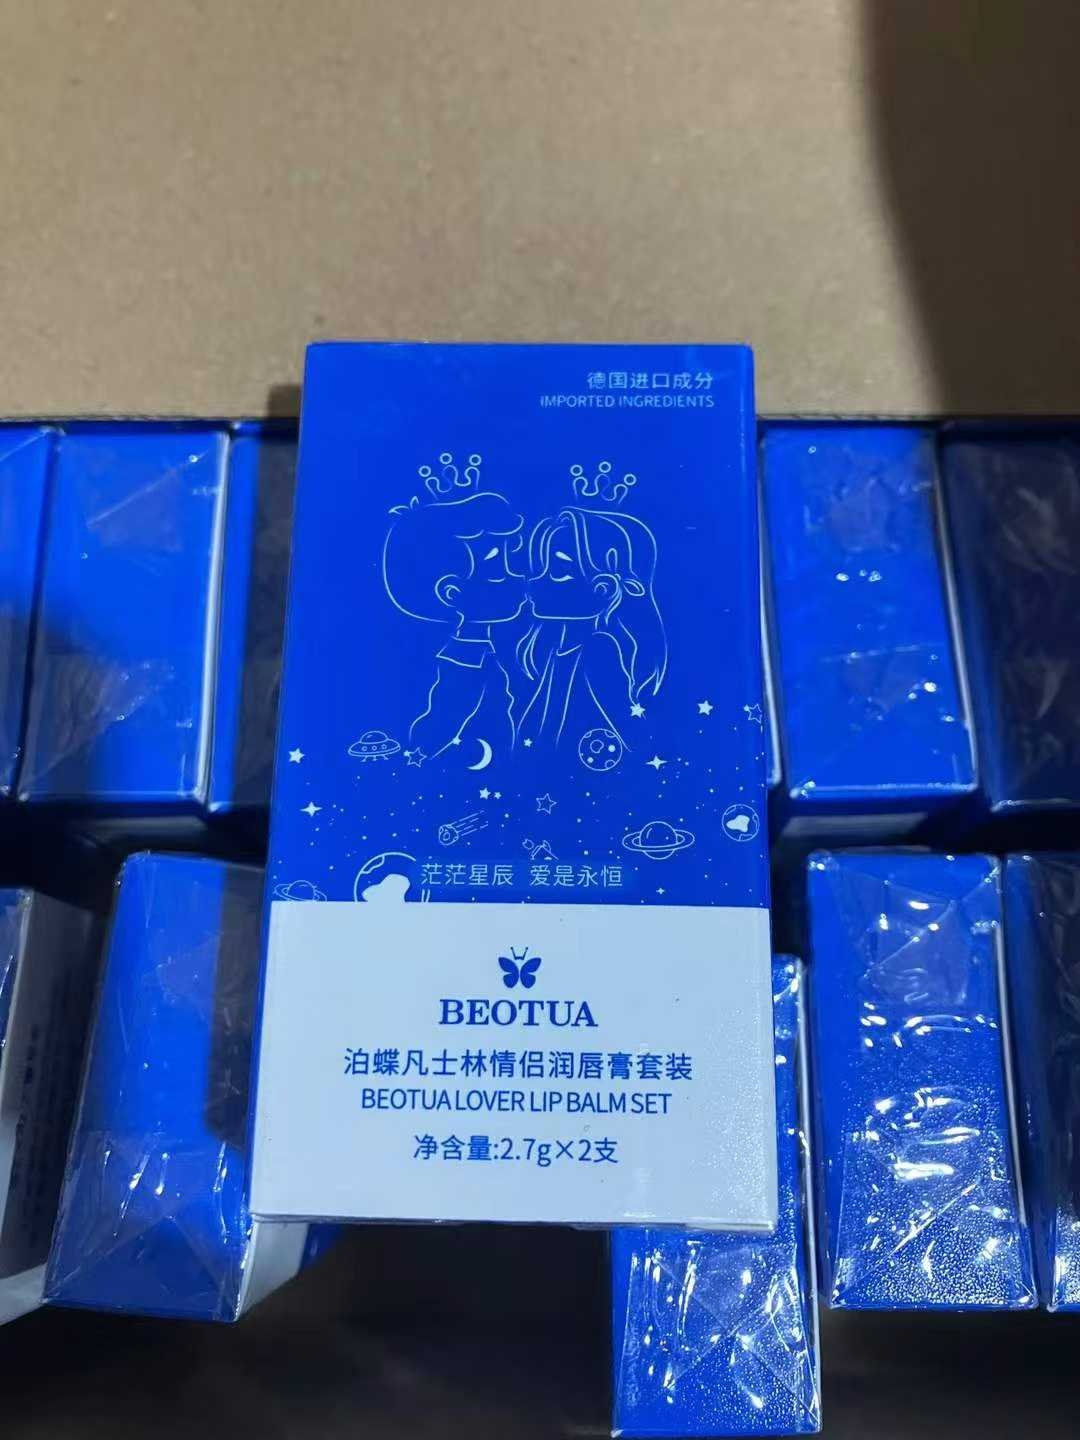 德国进口成分
IMPORTED INGREDIENTS
茫茫星辰 爱是永恒
BEOTUA
泊蝶凡士林情侣润唇膏套装
BEOTUA LOVER LIP BALM SET
净含量:2.7g×2支